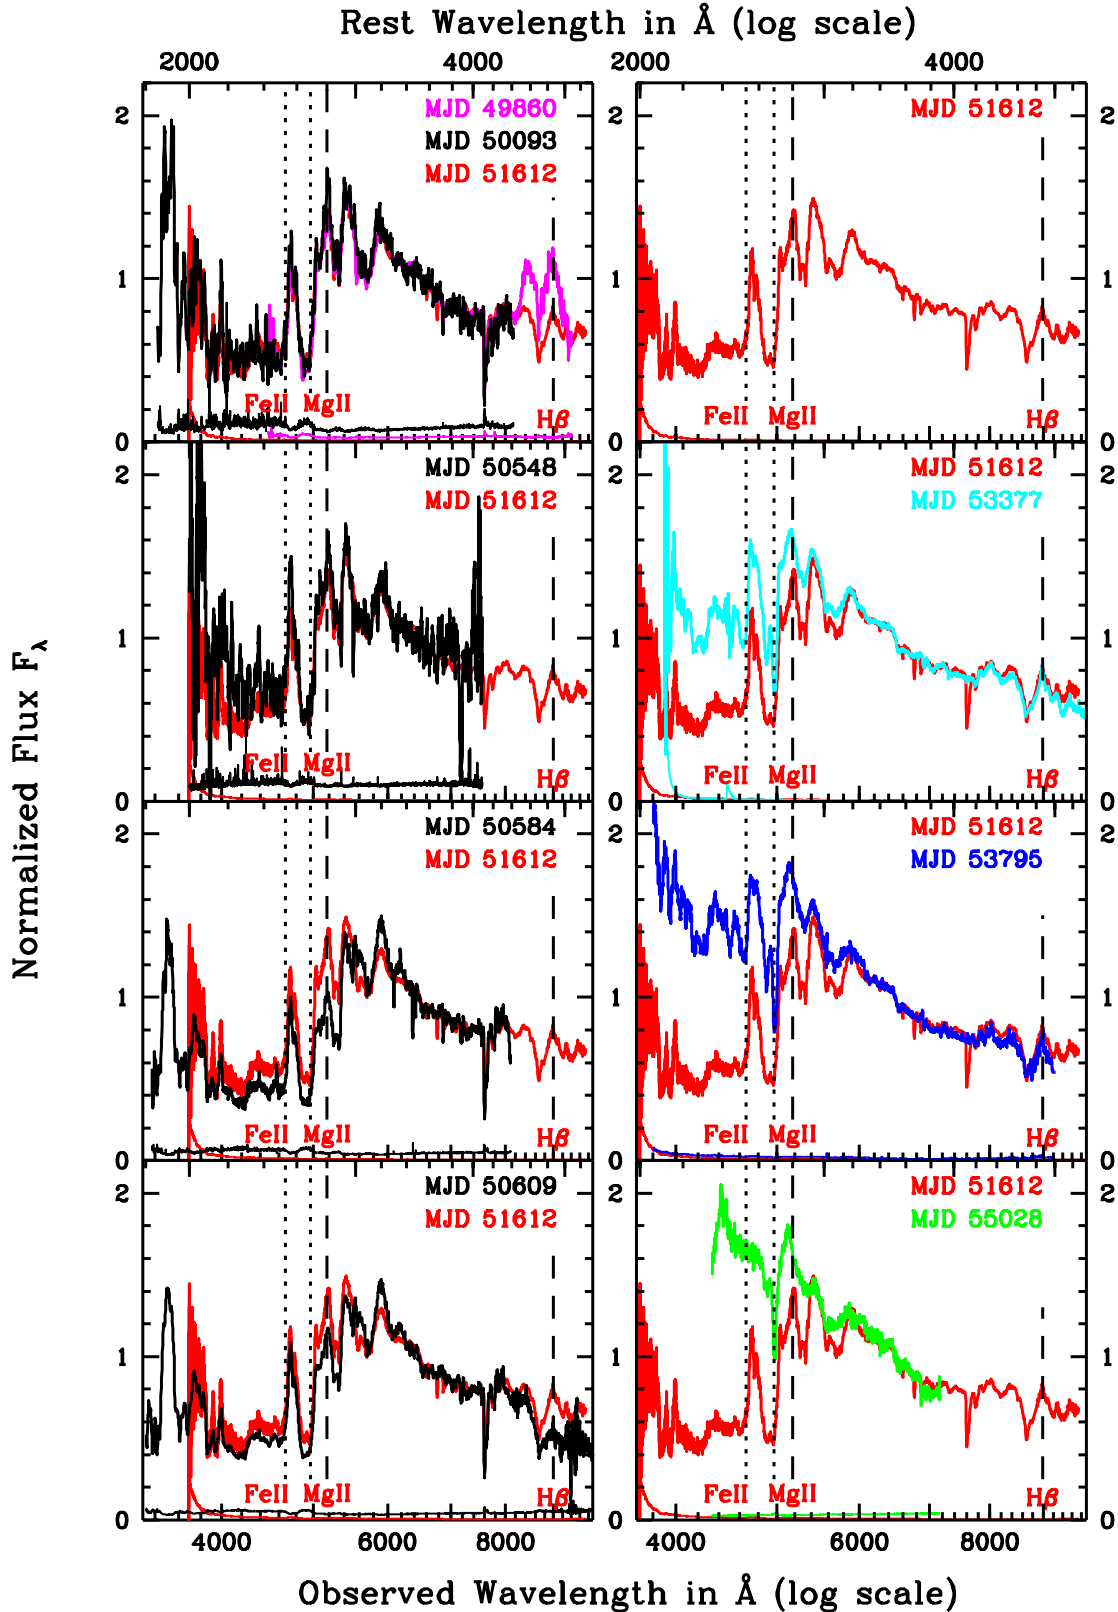 Rest Wavelength in Å (log scale)
2000 4000 2000 4000
2 MJD 49860 MJD 51612 2
MJD 50093
MJD 51612
1 1
FeII MgII Hβ FeII MgII Hβ
0 0
2 MJD 50548 MJD 51612 2
MJD 51612 MJD 53377
1 1
FeII MgII FeII MgII
0 0
2 MJD 50584 MJD 51612 2
MJD 51612 MJD 53795
1 1
FeII MgII Hβ FeII MgII Hβ
0 0
2 MJD 50609 MJD 51612 2
MJD 51612 MJD 55028
1 1
FeII MgII Hβ FeII MgII Hβ
0 0
4000 6000 8000 4000 6000 8000
Observed Wavelength in Å (log scale)
Normalized Flux Fλ